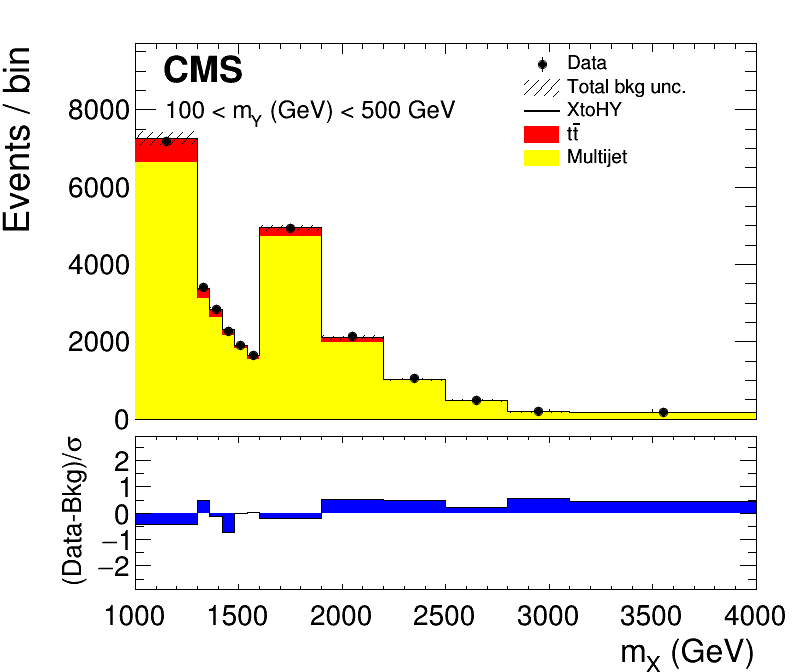 Events / bin
CMS
100 < m_Y (GeV) < 500 GeV
Data
Total bkg unc.
XtoHY
tt̄
Multijet
8000
6000
4000
2000
0
(Data-Bkg)/σ
2
1
0
−1
−2
1000 1500 2000 2500 3000 3500 4000
m_X (GeV)